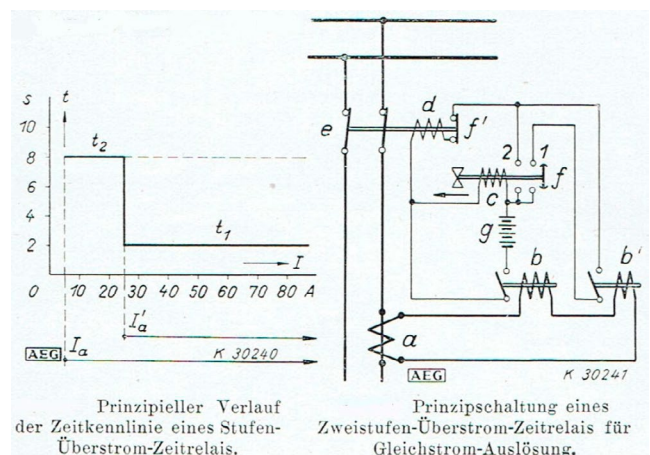 s t
10
8
6
4
2
0
t₂
t₁
I
10 20 30 40 50 60 70 80 A
I'ₐ
Iₐ
AEG
K 30240
Prinzipieller Verlauf
der Zeitkennlinie eines Stufen-
Überstrom-Zeitrelais.
e
d
f'
2 1
f
c
g
b
b'
a
AEG
K 30241
Prinzipschaltung eines
Zweistufen-Überstrom-Zeitrelais für
Gleichstrom-Auslösung.